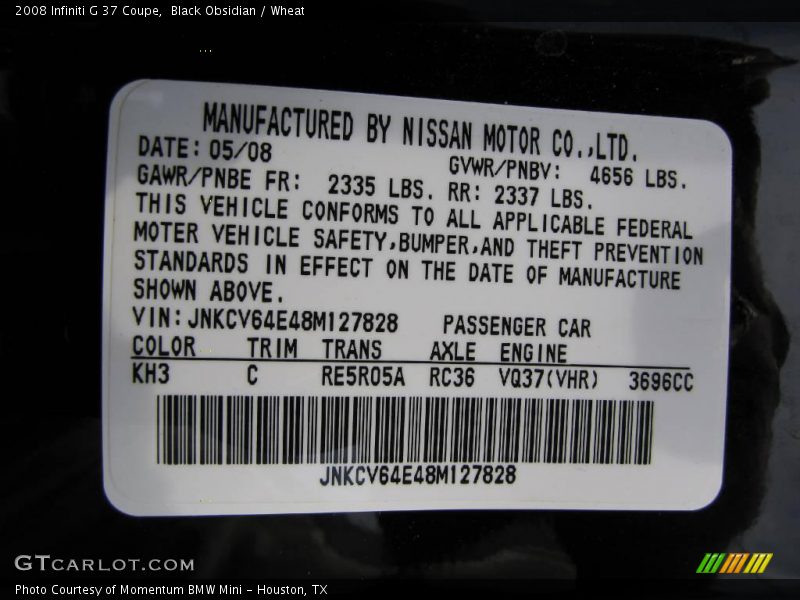 2008 Infiniti G 37 Coupe,  Black Obsidian / Wheat
MANUFACTURED BY NISSAN MOTOR CO.,LTD.
DATE: 05/08 GVWR/PNBV: 4656 LBS.
GAWR/PNBE FR: 2335 LBS. RR: 2337 LBS.
THIS VEHICLE CONFORMS TO ALL APPLICABLE FEDERAL
MOTER VEHICLE SAFETY,BUMPER,AND THEFT PREVENTION
STANDARDS IN EFFECT ON THE DATE OF MANUFACTURE
SHOWN ABOVE.
VIN: JNKCV64E48M127828 PASSENGER CAR
COLOR TRIM TRANS AXLE ENGINE
KH3 C RE5R05A RC36 VQ37(VHR) 3696CC
JNKCV64E48M127828
GTCARLOT.COM
Photo Courtesy of Momentum BMW Mini - Houston, TX